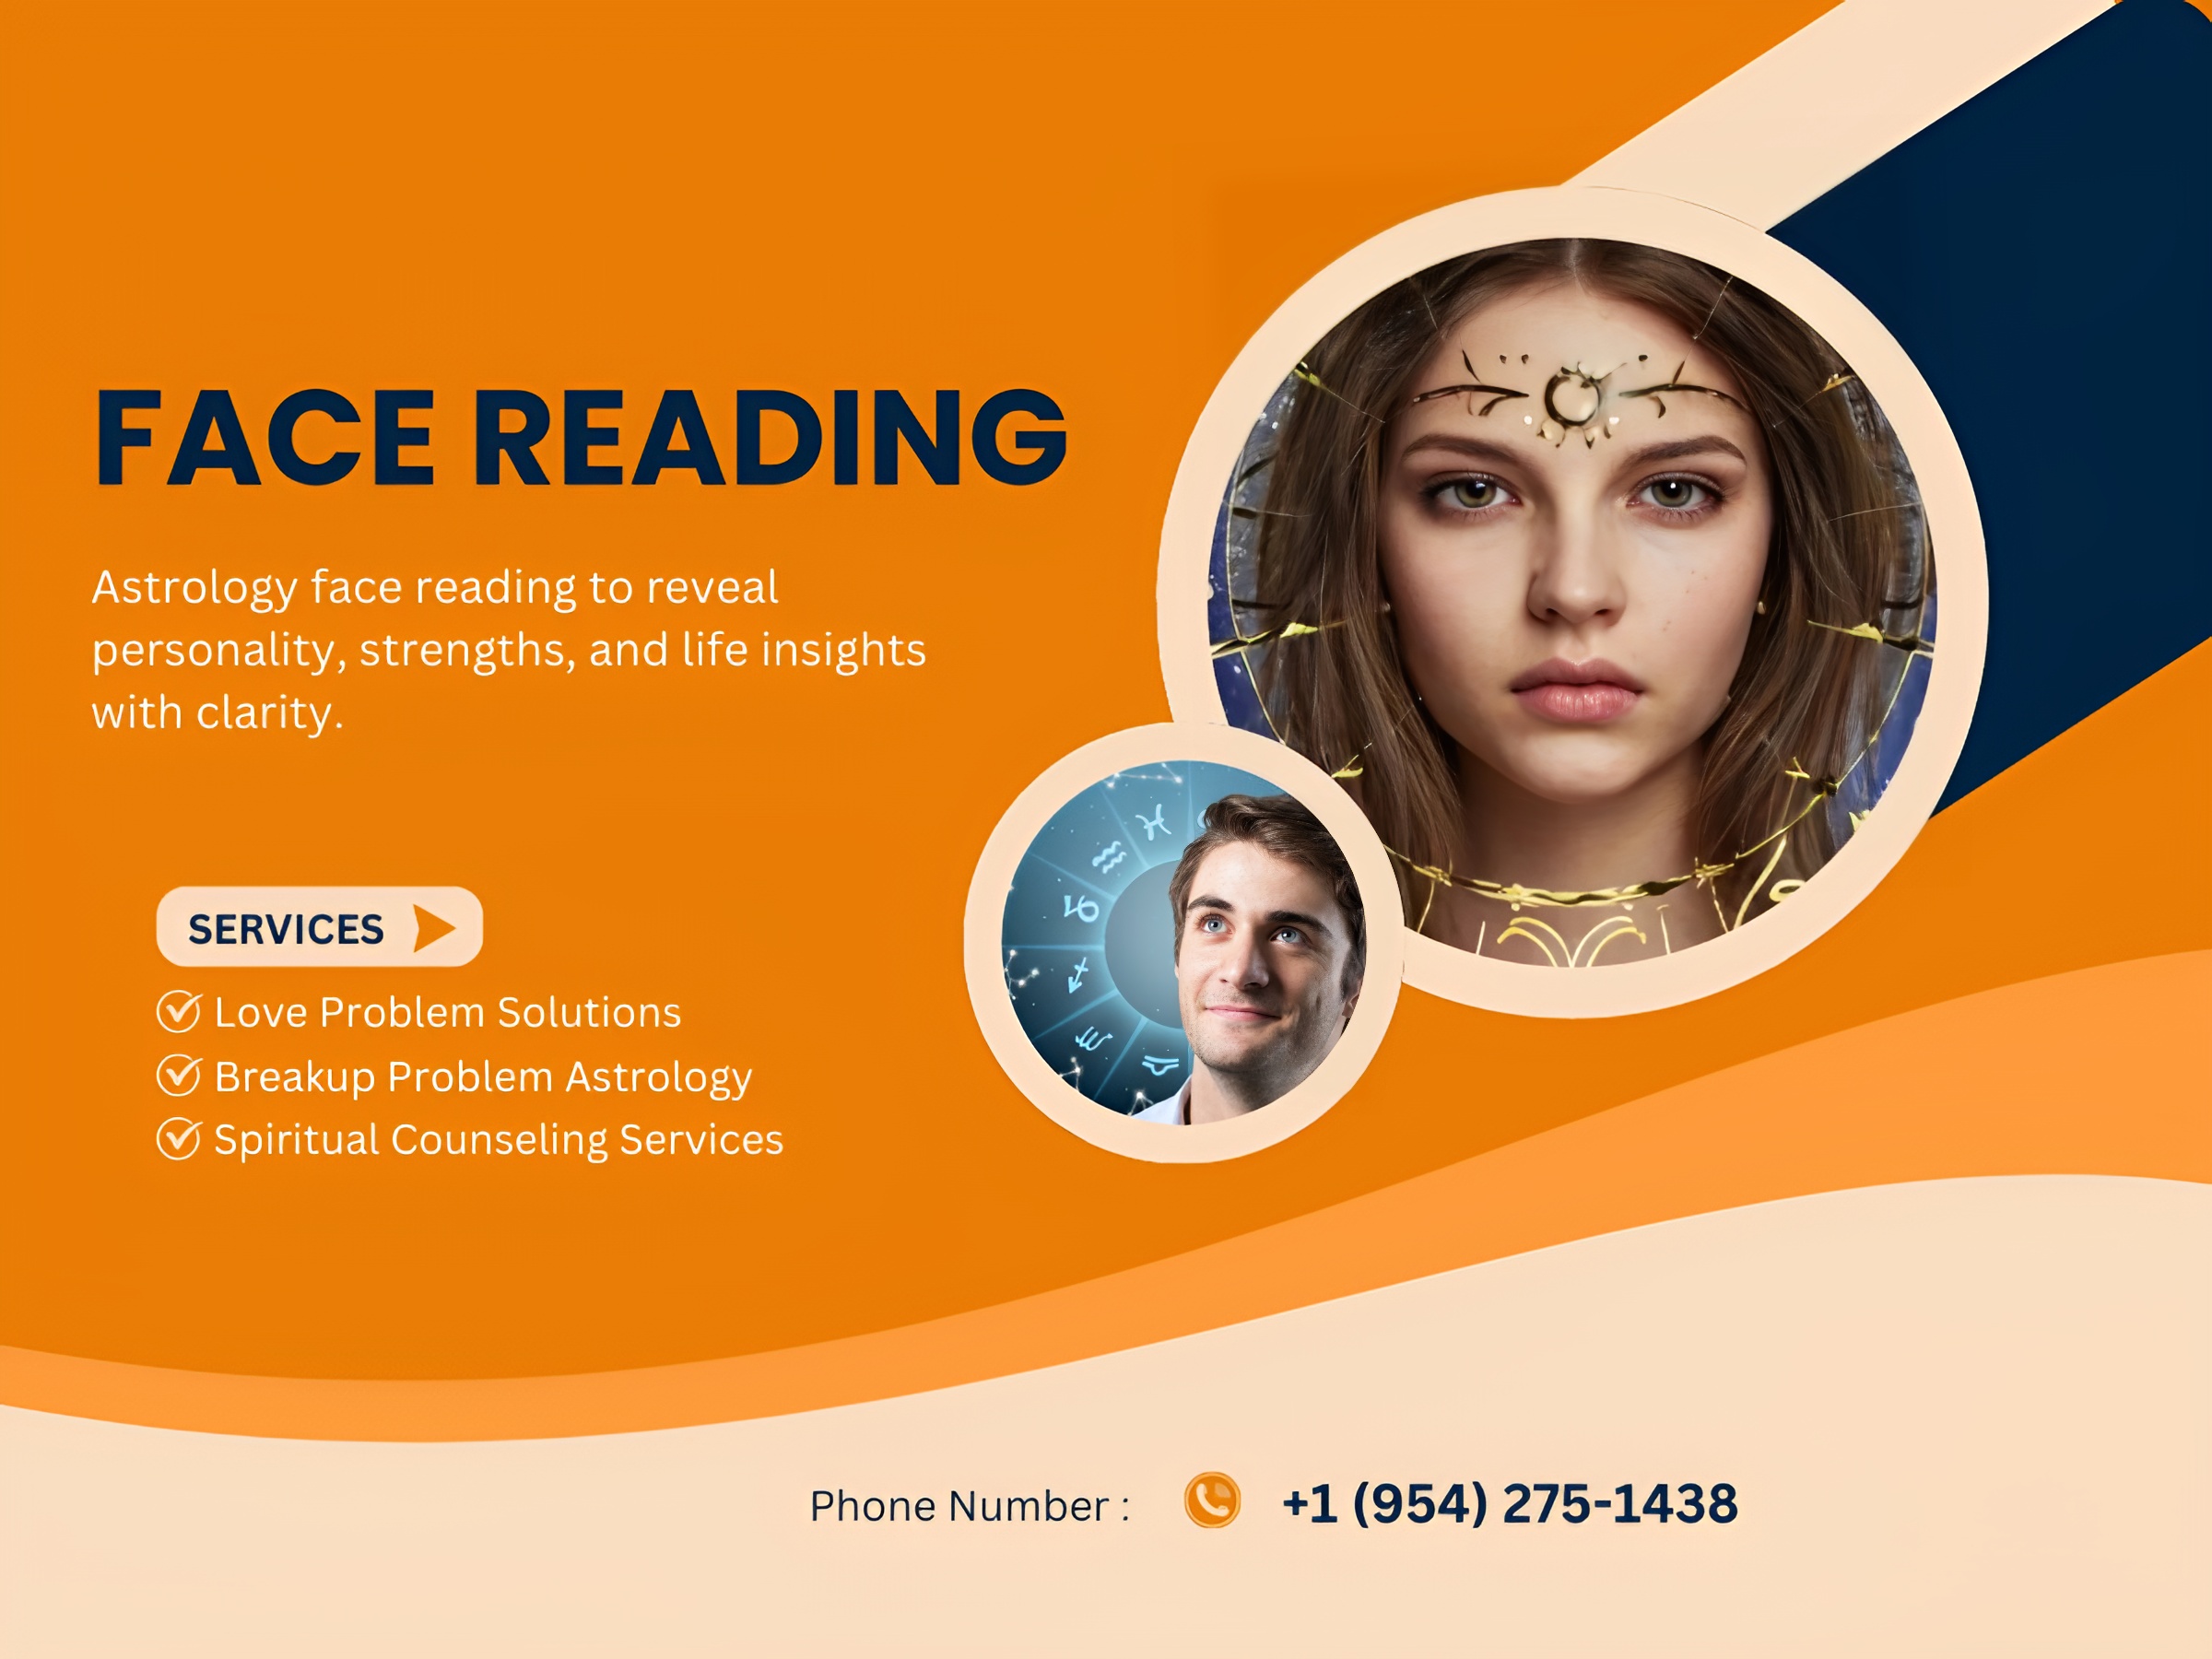 FACE READING
Astrology face reading to reveal
personality, strengths, and life insights
with clarity.
SERVICES
Love Problem Solutions
Breakup Problem Astrology
Spiritual Counseling Services
Phone Number : +1 (954) 275-1438